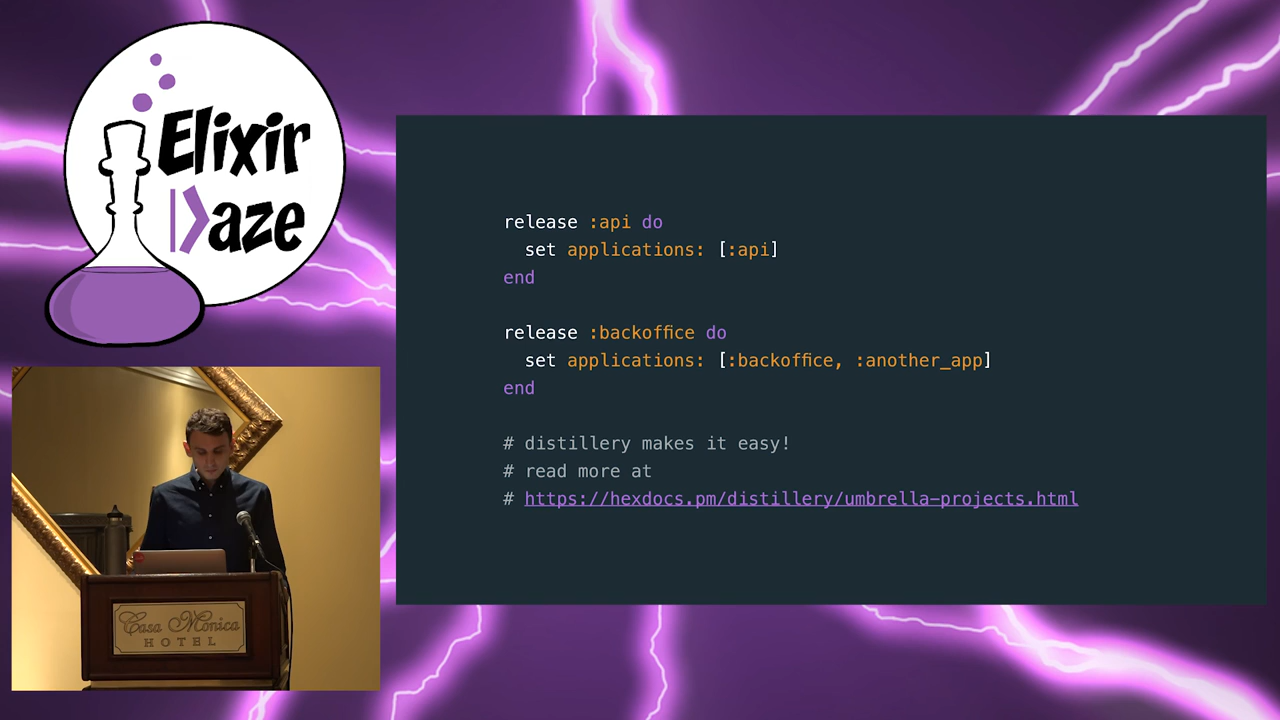 Elixir
Daze
release :api do
set applications: [:api]
end
release :backoffice do
set applications: [:backoffice, :another_app]
end
# distillery makes it easy!
# read more at
# https://hexdocs.pm/distillery/umbrella-projects.html
Casa Monica
HOTEL